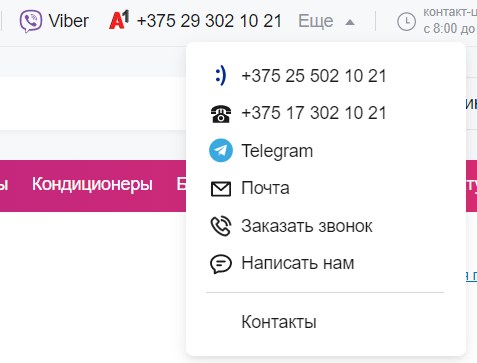 Viber
A1
+375 29 302 10 21
Еще
контакт-ц
с 8:00 до
:) +375 25 502 10 21
+375 17 302 10 21
Telegram
Почта
Заказать звонок
Написать нам
Контакты
ы
Кондиционеры
Б